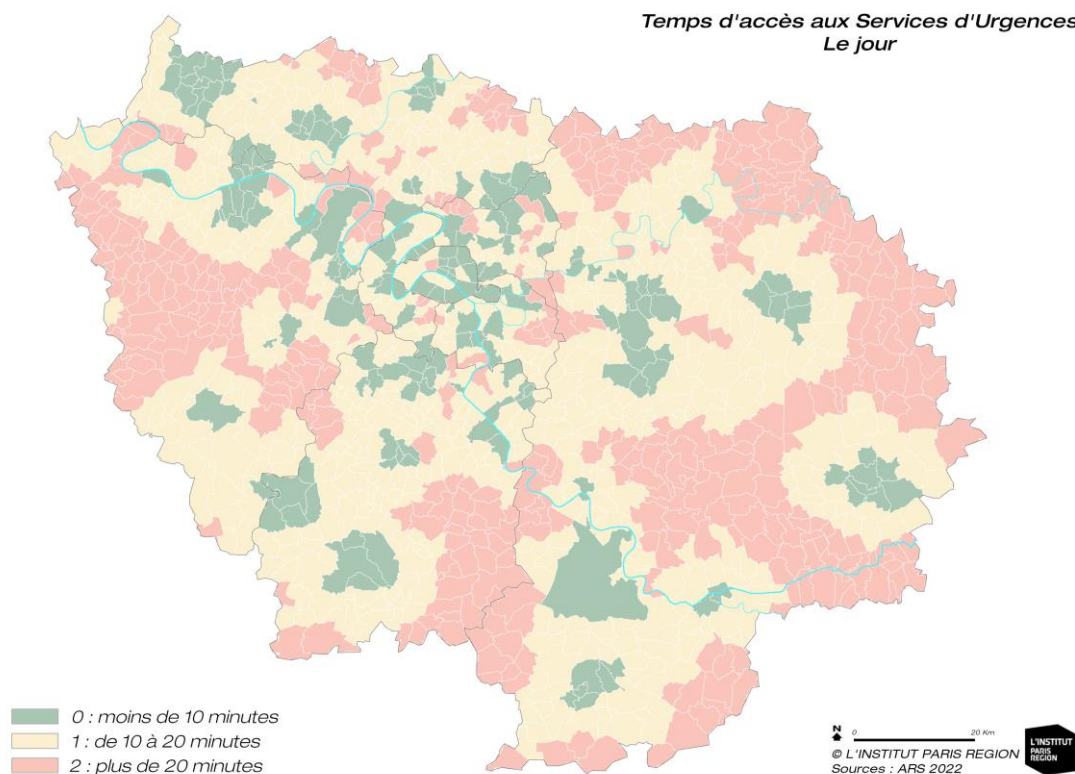 Temps d'accès aux Services d'Urgences
Le jour
0 : moins de 10 minutes
1 : de 10 à 20 minutes
2 : plus de 20 minutes
N
0 20 Km
© L'INSTITUT PARIS REGION
Sources : ARS 2022
L'INSTITUT
PARIS
REGION